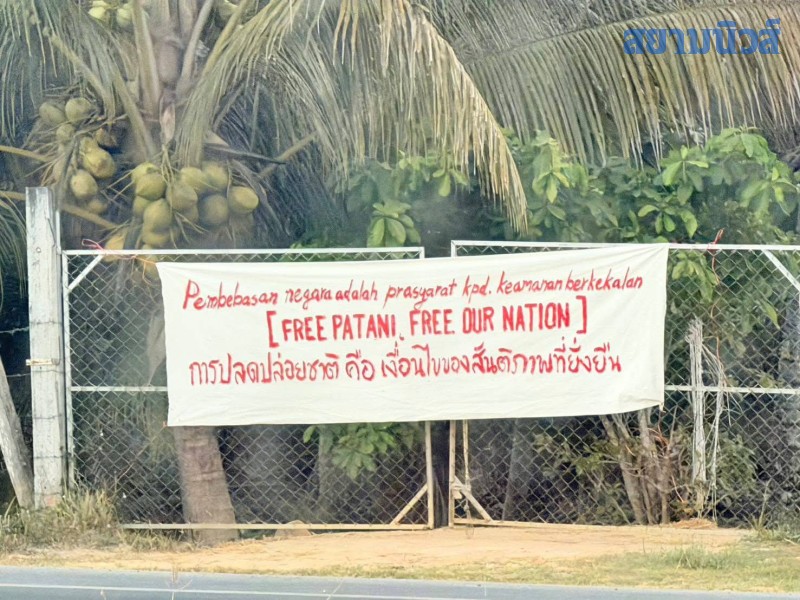 สยามนิวส์
Pembebasan negara adalah prasyarat kpd. keamanan berkekalan
[FREE PATANI, FREE. OUR NATION]
การปลดปล่อยชาติ คือ เงื่อนไขของสันติภาพที่ยั่งยืน